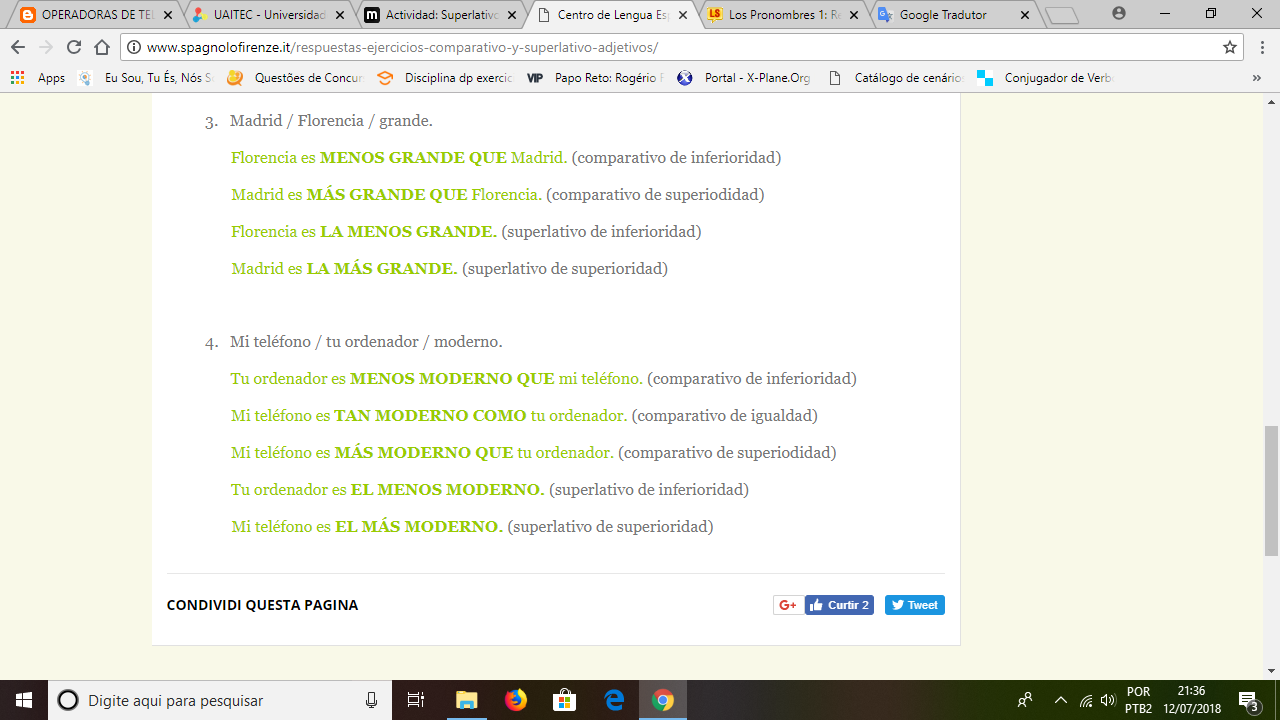 OPERADORAS DE TEL
UAITEC - Universidad
Actividad: Superlativo
Centro de Lengua Esp
Los Pronombres 1: Re
Google Tradutor
www.spagnolofirenze.it/respuestas-ejercicios-comparativo-y-superlativo-adjetivos/
Apps
Eu Sou, Tu És, Nós S
Questões de Concur
Disciplina dp exercic
VIP Papo Reto: Rogério F
Portal - X-Plane.Org
Catálogo de cenário
Conjugador de Verb
»
3. Madrid / Florencia / grande.
Florencia es MENOS GRANDE QUE Madrid. (comparativo de inferioridad)
Madrid es MÁS GRANDE QUE Florencia. (comparativo de superiodidad)
Florencia es LA MENOS GRANDE. (superlativo de inferioridad)
Madrid es LA MÁS GRANDE. (superlativo de superioridad)
4. Mi teléfono / tu ordenador / moderno.
Tu ordenador es MENOS MODERNO QUE mi teléfono. (comparativo de inferioridad)
Mi teléfono es TAN MODERNO COMO tu ordenador. (comparativo de igualdad)
Mi teléfono es MÁS MODERNO QUE tu ordenador. (comparativo de superiodidad)
Tu ordenador es EL MENOS MODERNO. (superlativo de inferioridad)
Mi teléfono es EL MÁS MODERNO. (superlativo de superioridad)
CONDIVIDI QUESTA PAGINA
G+
Curtir 2
Tweet
Digite aqui para pesquisar
POR
PTB2
21:36
12/07/2018
3